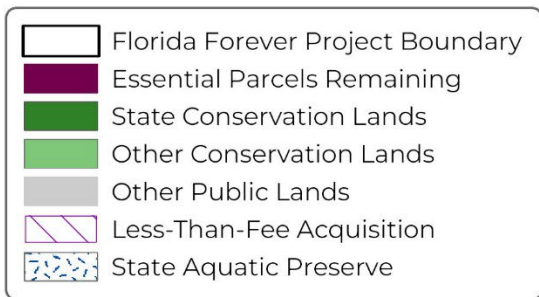 Florida Forever Project Boundary
Essential Parcels Remaining
State Conservation Lands
Other Conservation Lands
Other Public Lands
Less-Than-Fee Acquisition
State Aquatic Preserve